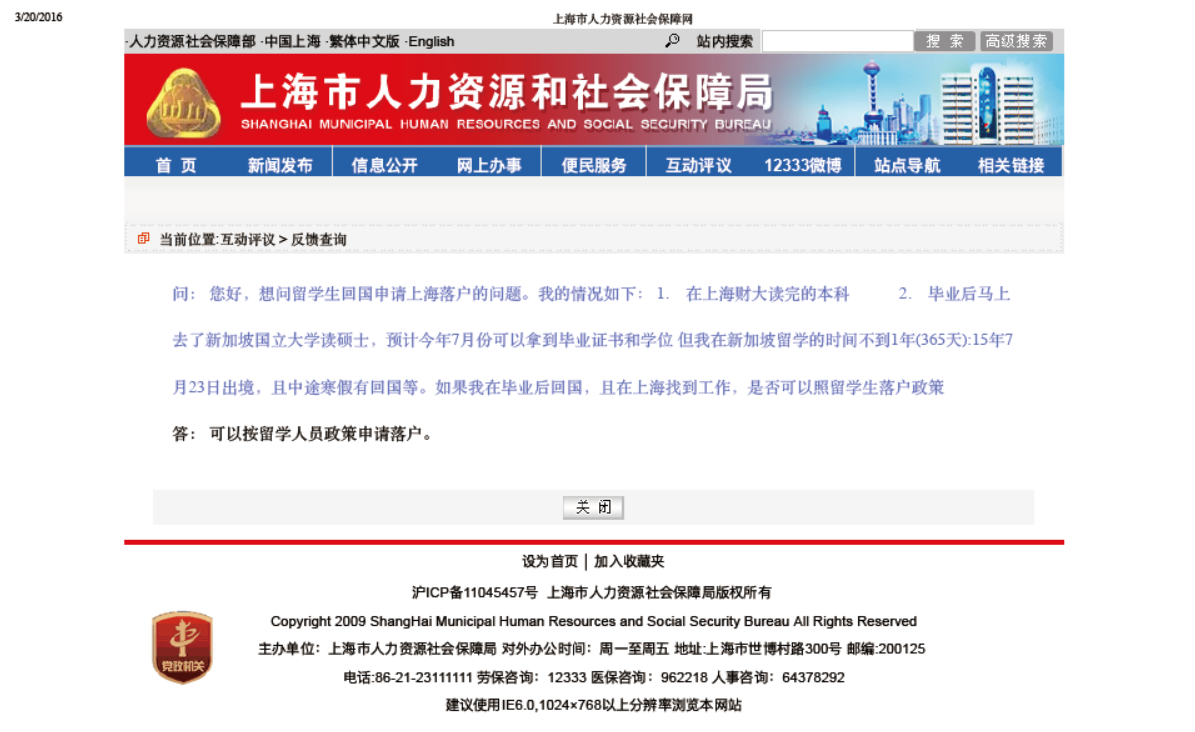 3/20/2016
上海市人力资源社会保障网
·人力资源社会保障部 ·中国上海 ·繁体中文版 ·English
站内搜索 搜 索 高级搜索
上海市人力资源和社会保障局
SHANGHAI MUNICIPAL HUMAN RESOURCES AND SOCIAL SECURITY BUREAU
首 页 新闻发布 信息公开 网上办事 便民服务 互动评议 12333微博 站点导航 相关链接
当前位置:互动评议 > 反馈查询
问： 您好，想问留学生回国申请上海落户的问题。我的情况如下： 1. 在上海财大读完的本科 2. 毕业后马上
去了新加坡国立大学读硕士，预计今年7月份可以拿到毕业证书和学位 但我在新加坡留学的时间不到1年(365天):15年7
月23日出境，且中途寒假有回国等。如果我在毕业后回国，且在上海找到工作，是否可以照留学生落户政策
答： 可以按留学人员政策申请落户。
关 闭
设为首页 | 加入收藏夹
沪ICP备11045457号 上海市人力资源社会保障局版权所有
Copyright 2009 ShangHai Municipal Human Resources and Social Security Bureau All Rights Reserved
主办单位：上海市人力资源社会保障局 对外办公时间：周一至周五 地址:上海市世博村路300号 邮编:200125
电话:86-21-23111111 劳保咨询：12333 医保咨询：962218 人事咨询：64378292
建议使用IE6.0,1024×768以上分辨率浏览本网站
党政机关